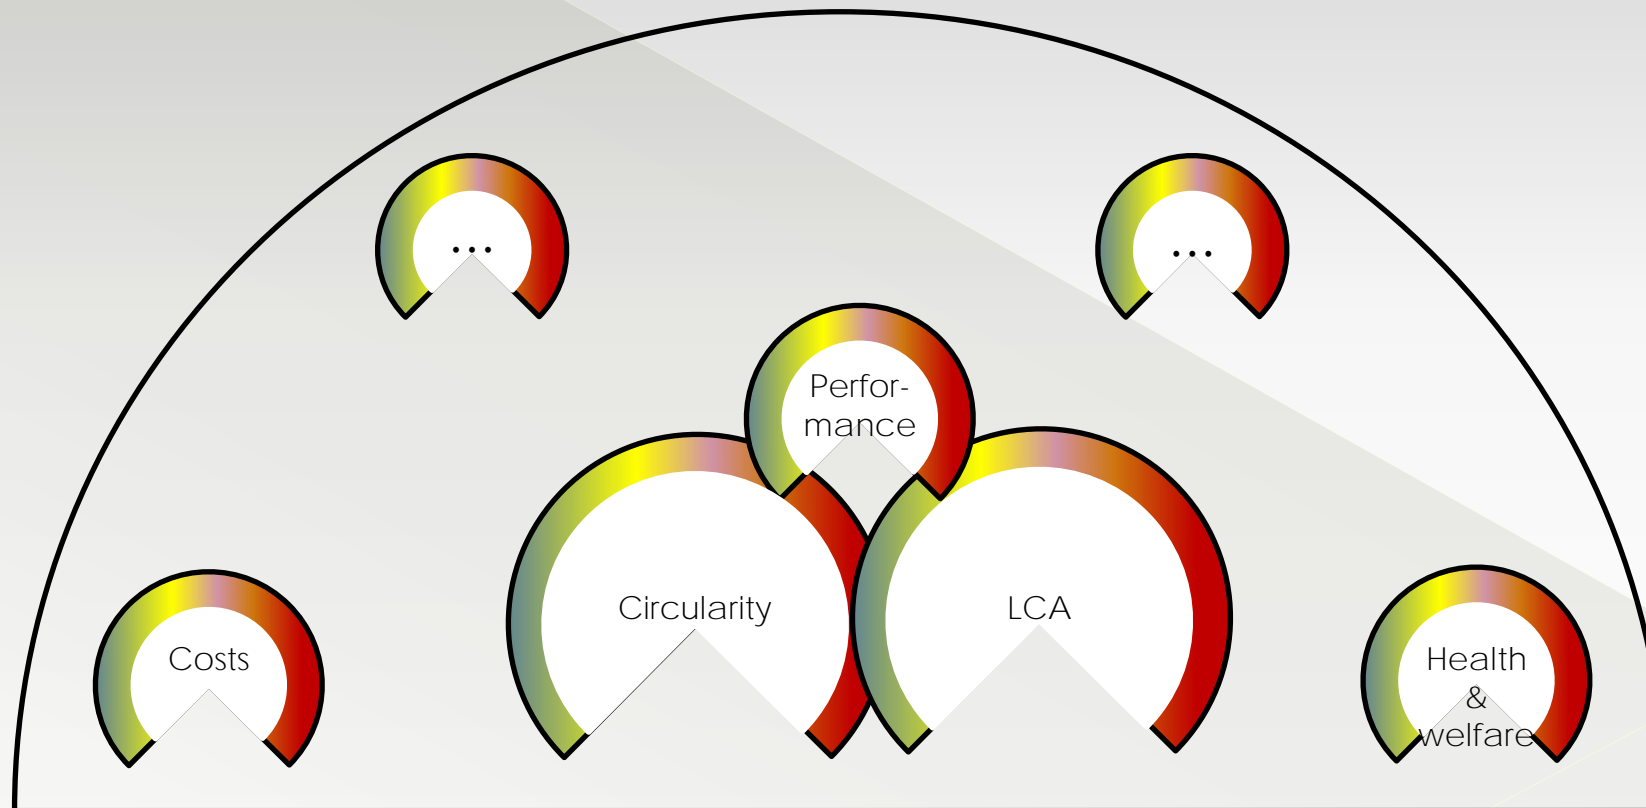 ...
...
Perfor-
mance
Circularity
LCA
Costs
Health
&
welfare